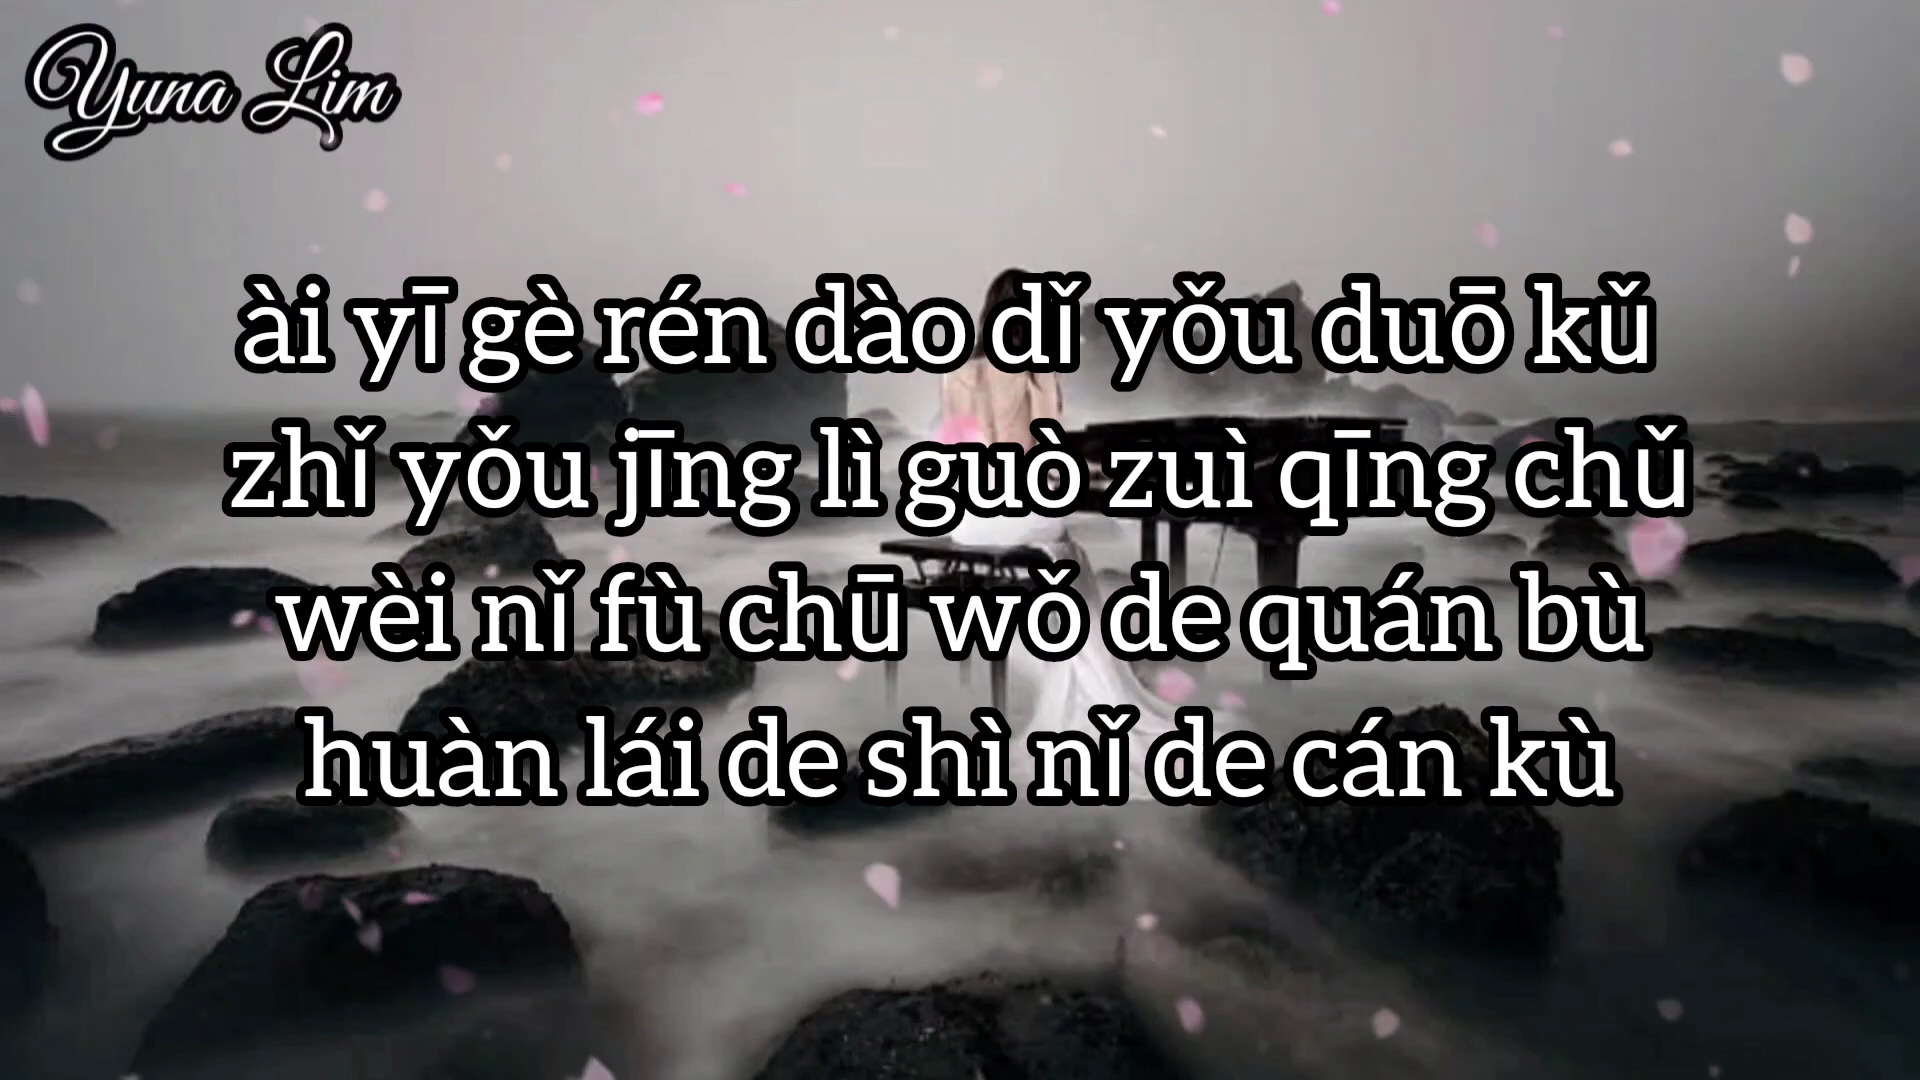 Yuna Lim
ài yī gè rén dào dǐ yǒu duō kǔ
zhǐ yǒu jīng lì guò zuì qīng chǔ
wèi nǐ fù chū wǒ de quán bù
huàn lái de shì nǐ de cán kù